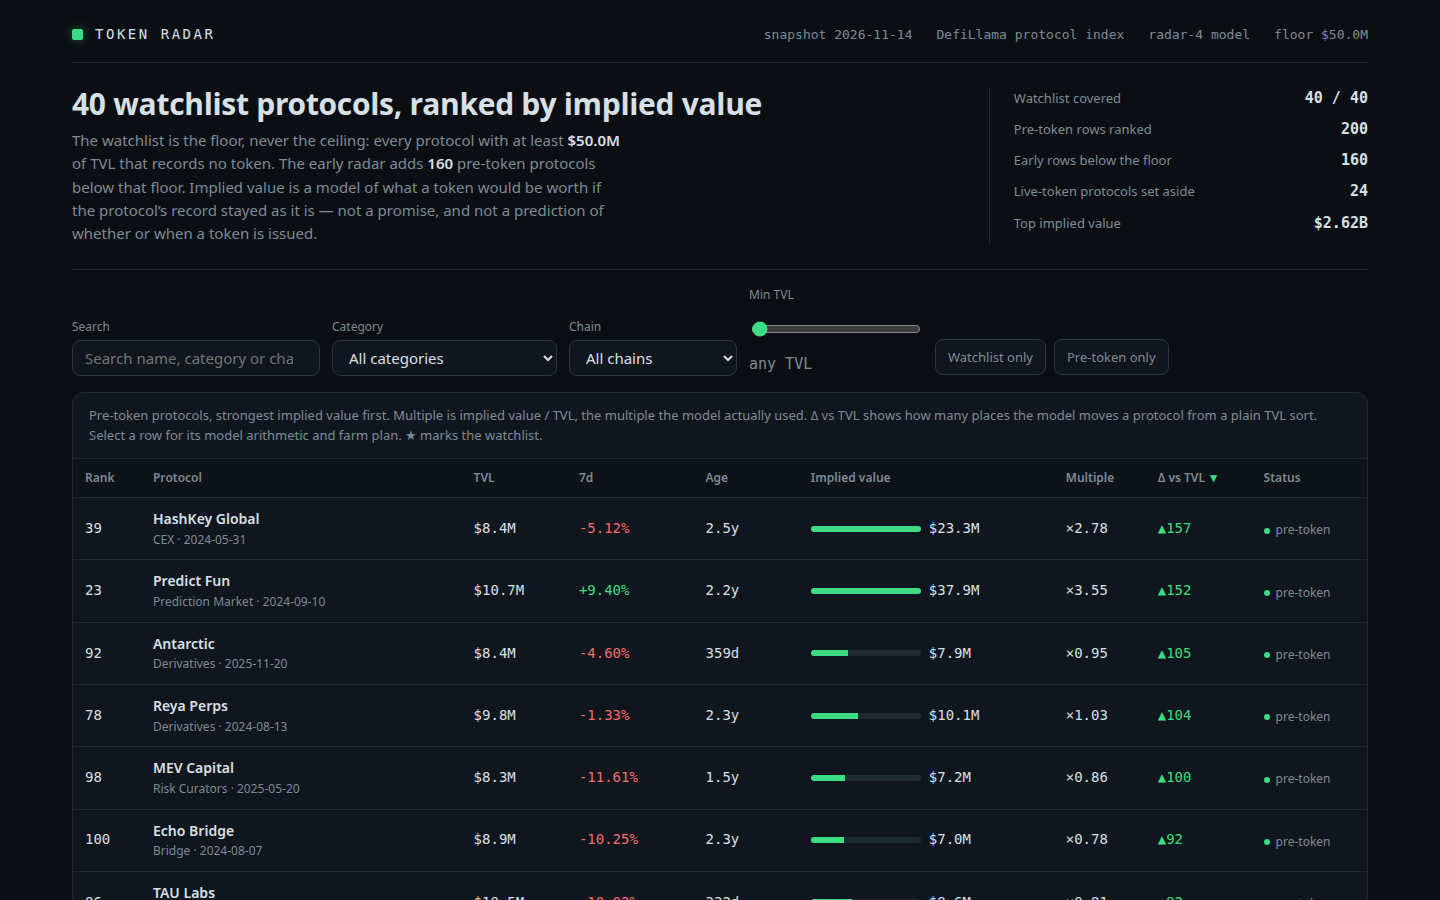 TOKEN RADAR
snapshot 2026-11-14 DefiLlama protocol index radar-4 model floor $50.0M
40 watchlist protocols, ranked by implied value
The watchlist is the floor, never the ceiling: every protocol with at least $50.0M
of TVL that records no token. The early radar adds 160 pre-token protocols
below that floor. Implied value is a model of what a token would be worth if
the protocol's record stayed as it is — not a promise, and not a prediction of
whether or when a token is issued.
Watchlist covered 40 / 40
Pre-token rows ranked 200
Early rows below the floor 160
Live-token protocols set aside 24
Top implied value $2.62B
Search
Search name, category or cha
Category
All categories
Chain
All chains
Min TVL
any TVL
Watchlist only
Pre-token only
Pre-token protocols, strongest implied value first. Multiple is implied value / TVL, the multiple the model actually used. Δ vs TVL shows how many places the model moves a protocol from a plain TVL sort.
Select a row for its model arithmetic and farm plan. ★ marks the watchlist.
Rank Protocol TVL 7d Age Implied value Multiple Δ vs TVL ▼ Status
39 HashKey Global $8.4M -5.12% 2.5y $23.3M ×2.78 ▲157 pre-token
CEX · 2024-05-31
23 Predict Fun $10.7M +9.40% 2.2y $37.9M ×3.55 ▲152 pre-token
Prediction Market · 2024-09-10
92 Antarctic $8.4M -4.60% 359d $7.9M ×0.95 ▲105 pre-token
Derivatives · 2025-11-20
78 Reya Perps $9.8M -1.33% 2.3y $10.1M ×1.03 ▲104 pre-token
Derivatives · 2024-08-13
98 MEV Capital $8.3M -11.61% 1.5y $7.2M ×0.86 ▲100 pre-token
Risk Curators · 2025-05-20
100 Echo Bridge $8.9M -10.25% 2.3y $7.0M ×0.78 ▲92 pre-token
Bridge · 2024-08-07
TAU Labs